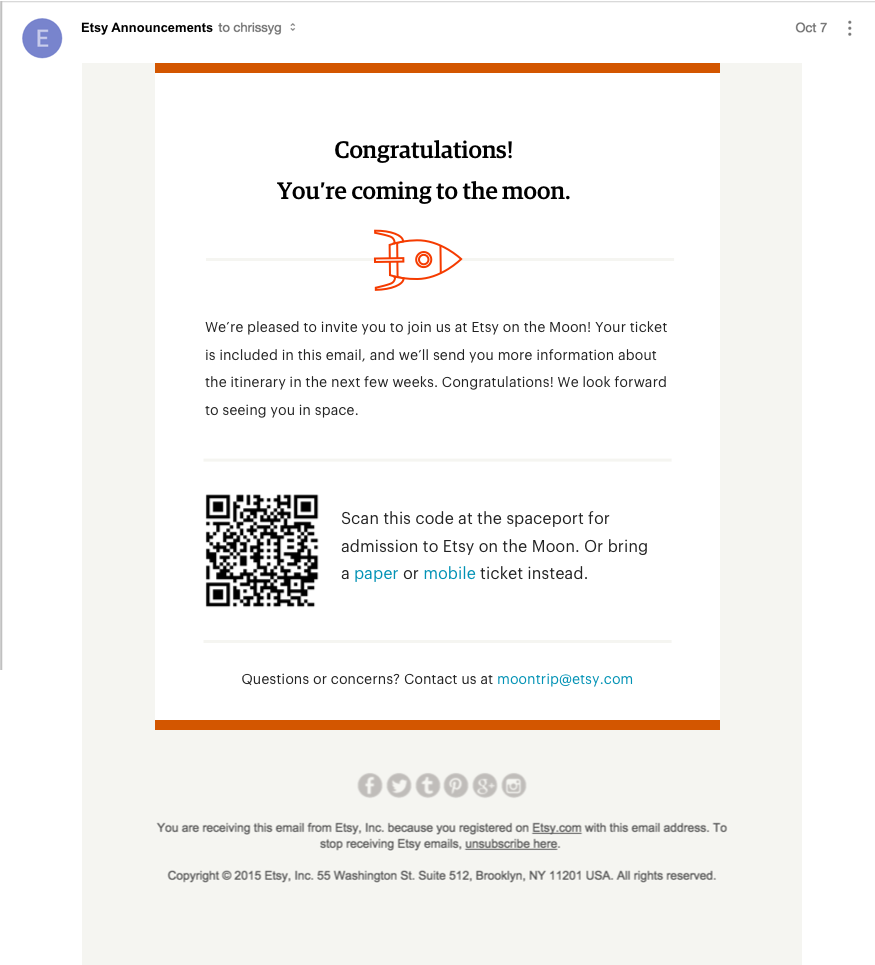 E
Etsy Announcements to chrissyg
Oct 7
Congratulations!
You’re coming to the moon.
We’re pleased to invite you to join us at Etsy on the Moon! Your ticket
is included in this email, and we’ll send you more information about
the itinerary in the next few weeks. Congratulations! We look forward
to seeing you in space.
Scan this code at the spaceport for
admission to Etsy on the Moon. Or bring
a paper or mobile ticket instead.
Questions or concerns? Contact us at moontrip@etsy.com
You are receiving this email from Etsy, Inc. because you registered on Etsy.com with this email address. To
stop receiving Etsy emails, unsubscribe here.
Copyright © 2015 Etsy, Inc. 55 Washington St. Suite 512, Brooklyn, NY 11201 USA. All rights reserved.